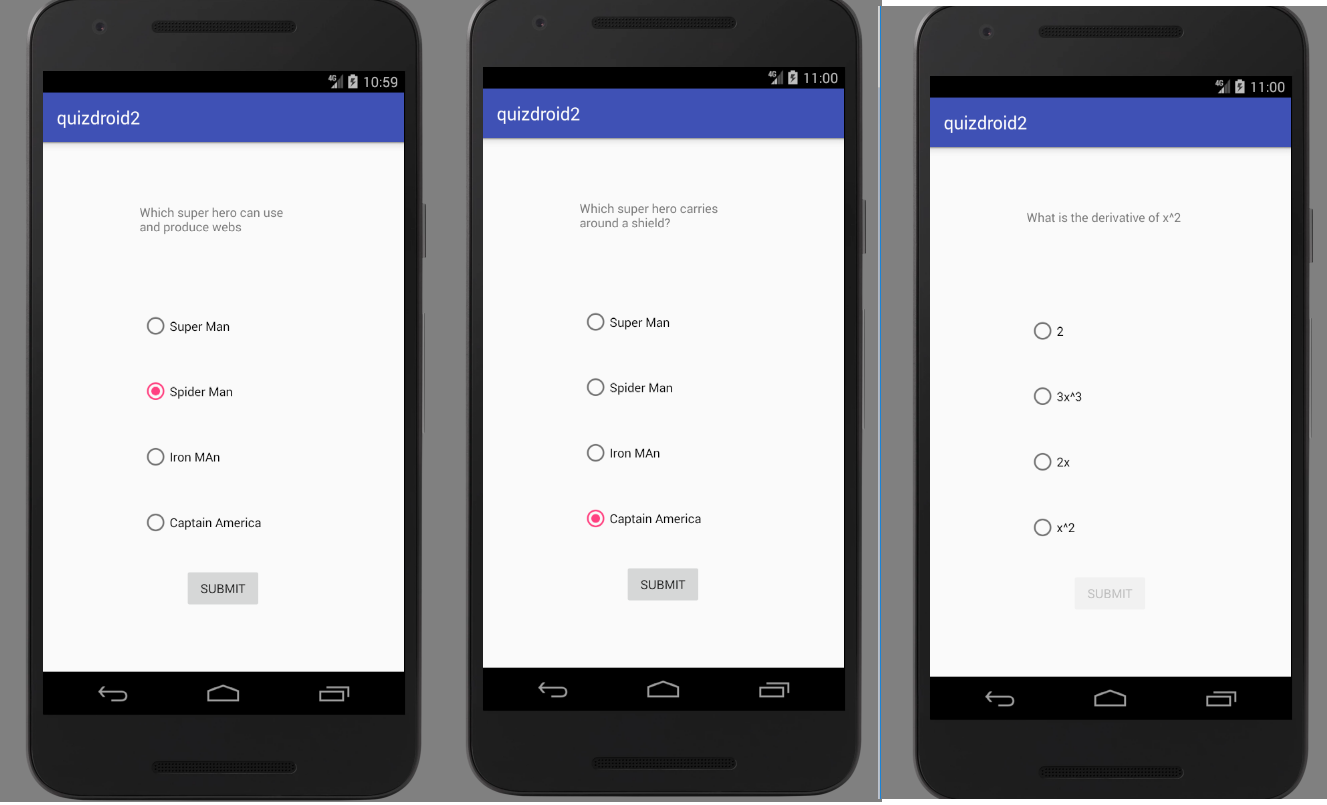 4G 10:59
quizdroid2
Which super hero can use
and produce webs
Super Man
Spider Man
Iron MAn
Captain America
SUBMIT
4G 11:00
quizdroid2
Which super hero carries
around a shield?
Super Man
Spider Man
Iron MAn
Captain America
SUBMIT
4G 11:00
quizdroid2
What is the derivative of x^2
2
3x^3
2x
x^2
SUBMIT